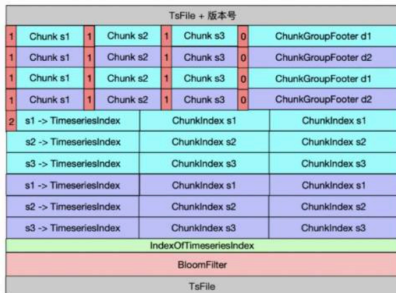 TsFile + 版本号
1 Chunk s1 1 Chunk s2 1 Chunk s3 0 ChunkGroupFooter d1
1 Chunk s1 1 Chunk s2 1 Chunk s3 0 ChunkGroupFooter d2
1 Chunk s1 1 Chunk s2 1 Chunk s3 0 ChunkGroupFooter d1
1 Chunk s1 1 Chunk s2 1 Chunk s3 0 ChunkGroupFooter d2
2 s1 -> TimeseriesIndex ChunkIndex s1 ChunkIndex s1
s2 -> TimeseriesIndex ChunkIndex s2 ChunkIndex s2
s3 -> TimeseriesIndex ChunkIndex s3 ChunkIndex s3
s1 -> TimeseriesIndex ChunkIndex s1 ChunkIndex s1
s2 -> TimeseriesIndex ChunkIndex s2 ChunkIndex s2
s3 -> TimeseriesIndex ChunkIndex s3 ChunkIndex s3
IndexOfTimeseriesIndex
BloomFilter
TsFile